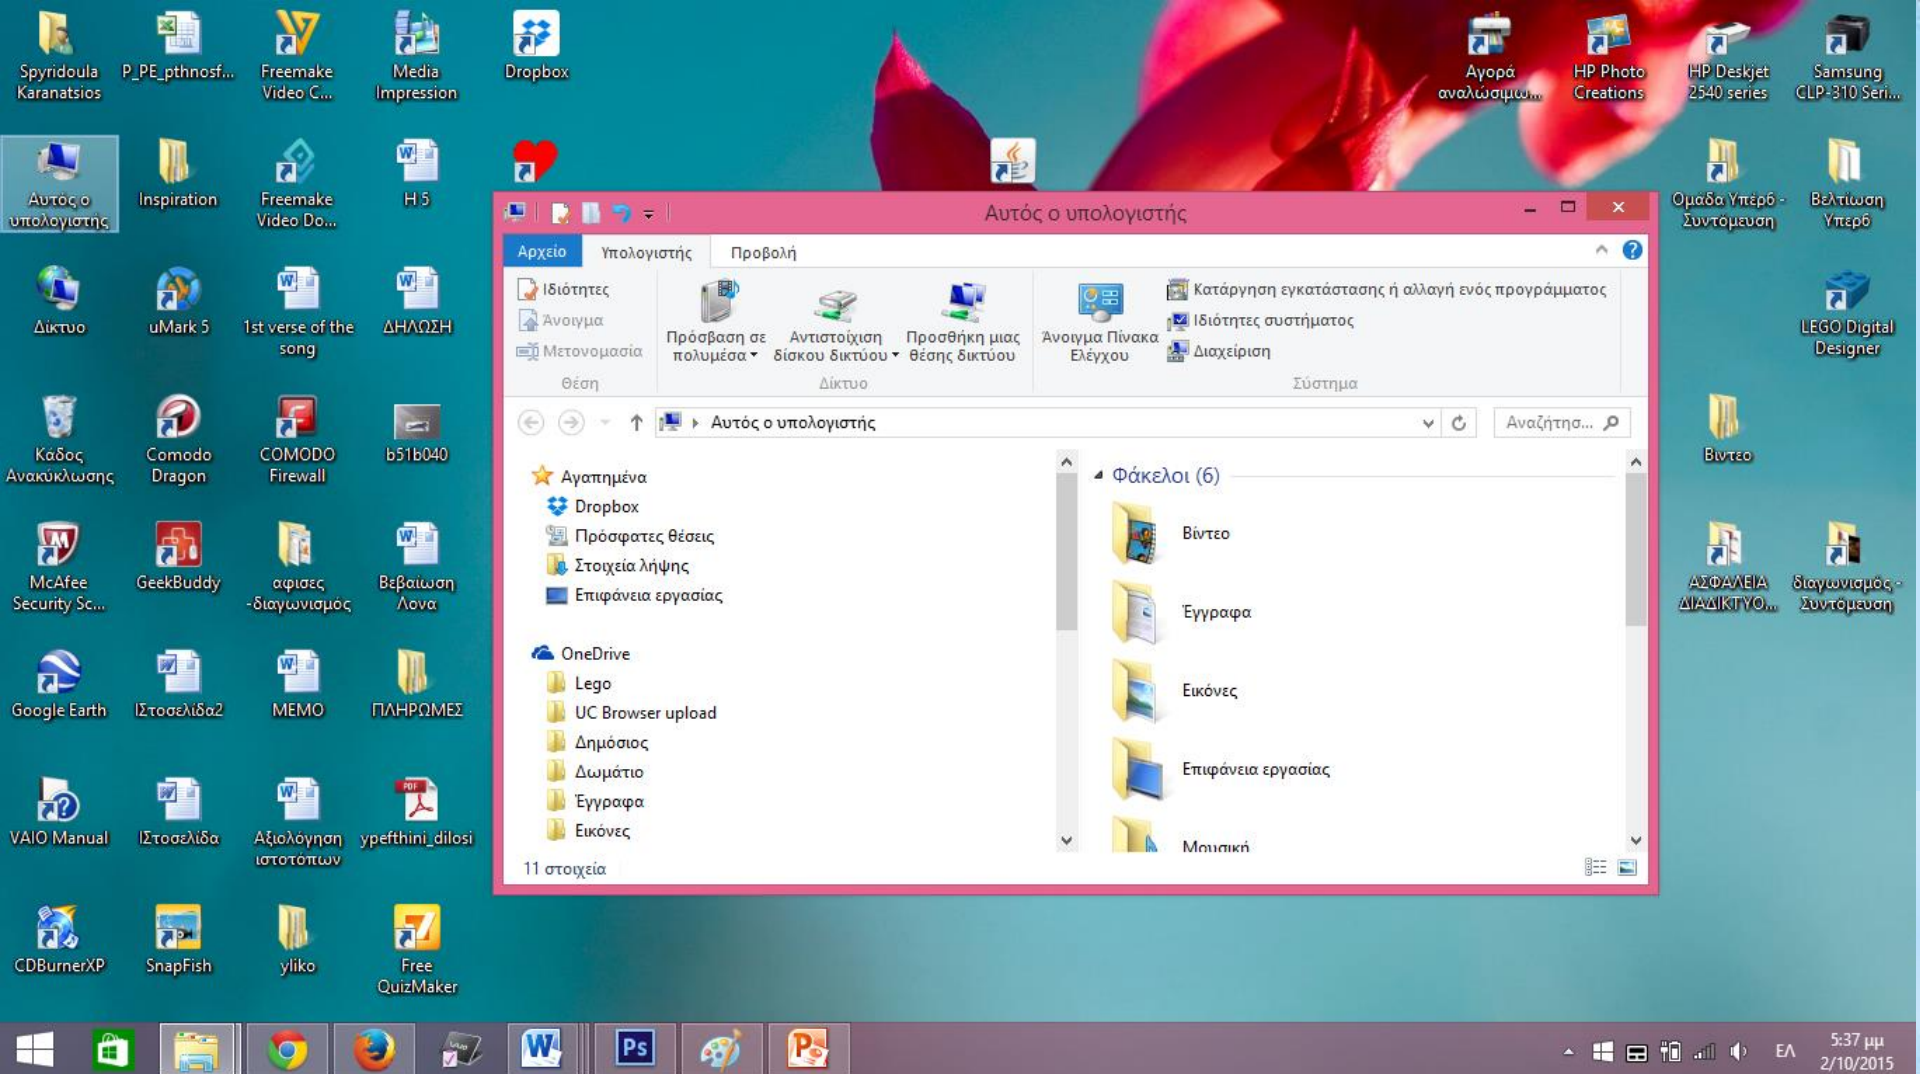 Spyridoula
Karanatsios
P_PE_pthnosf...
Freemake
Video C...
Media
Impression
Dropbox
Αγορά
αναλώσιμω...
HP Photo
Creations
HP Deskjet
2540 series
Samsung
CLP-310 Seri...
Αυτός ο
υπολογιστής
Inspiration
Freemake
Video Do...
Η 5
Ομάδα Υπερ6 -
Συντόμευση
Βελτίωση
Υπερ6
Δίκτυο
uMark 5
1st verse of the
song
ΔΗΛΩΣΗ
LEGO Digital
Designer
Κάδος
Ανακύκλωσης
Comodo
Dragon
COMODO
Firewall
b51b040
Βιντεο
McAfee
Security Sc...
GeekBuddy
αφισες
-διαγωνισμός
Βεβαίωση
Λονα
ΑΣΦΑΛΕΙΑ
ΔΙΑΔΙΚΤΥΟ...
διαγωνισμός -
Συντόμευση
Google Earth
ΙΣτοσελίδα2
MEMO
ΠΛΗΡΩΜΕΣ
VAIO Manual
ΙΣτοσελίδα
Αξιολόγηση
ιστοτόπων
ypefthini_dilosi
CDBurnerXP
SnapFish
yliko
Free
QuizMaker
Αυτός ο υπολογιστής
Αρχείο Υπολογιστής Προβολή
Ιδιότητες
Άνοιγμα
Μετονομασία
Θέση
Πρόσβαση σε
πολυμέσα
Αντιστοίχιση
δίσκου δικτύου
Προσθήκη μιας
θέσης δικτύου
Δίκτυο
Άνοιγμα Πίνακα
Ελέγχου
Κατάργηση εγκατάστασης ή αλλαγή ενός προγράμματος
Ιδιότητες συστήματος
Διαχείριση
Σύστημα
Αυτός ο υπολογιστής
Αναζήτησ...
Αγαπημένα
Dropbox
Πρόσφατες θέσεις
Στοιχεία λήψης
Επιφάνεια εργασίας
OneDrive
Lego
UC Browser upload
Δημόσιος
Δωμάτιο
Έγγραφα
Εικόνες
Φάκελοι (6)
Βίντεο
Έγγραφα
Εικόνες
Επιφάνεια εργασίας
Μουσική
11 στοιχεία
ΕΛ
5:37 μμ
2/10/2015